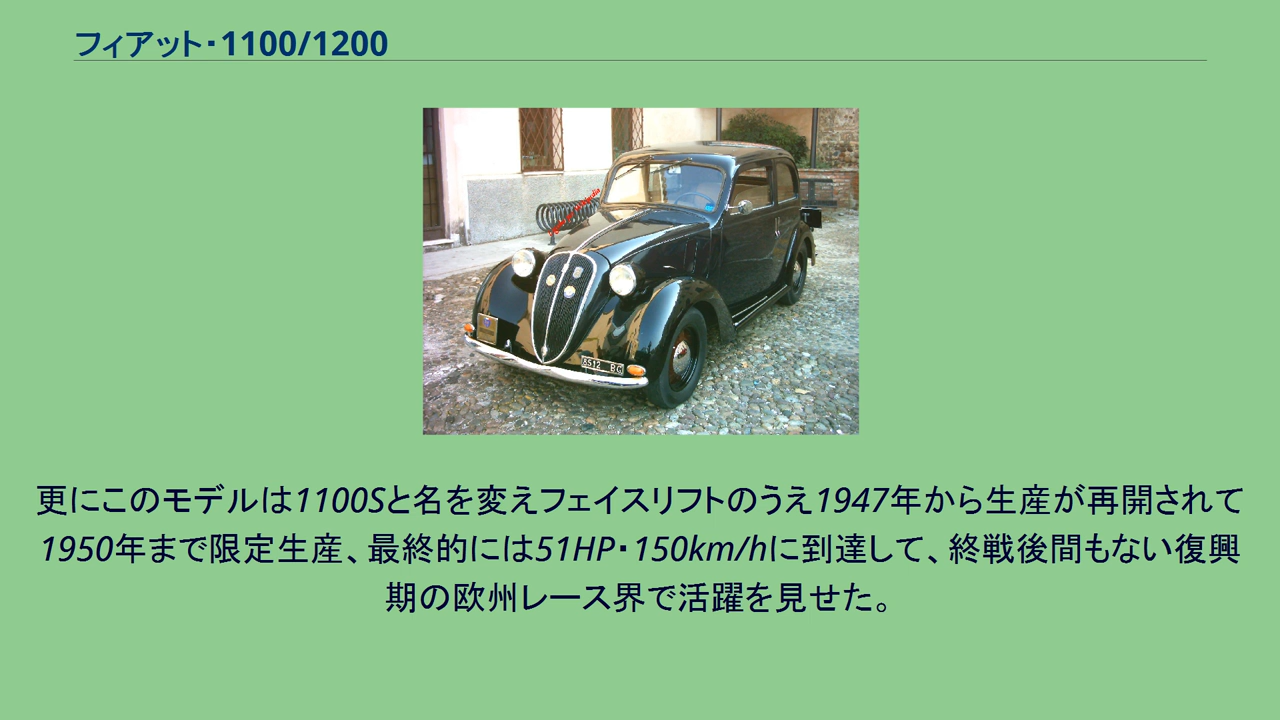 フィアット・1100/1200
6512 BG
更にこのモデルは1100Sと名を変えフェイスリフトのうえ1947年から生産が再開されて
1950年まで限定生産、最終的には51HP・150km/hに到達して、終戦後間もない復興
期の欧州レース界で活躍を見せた。